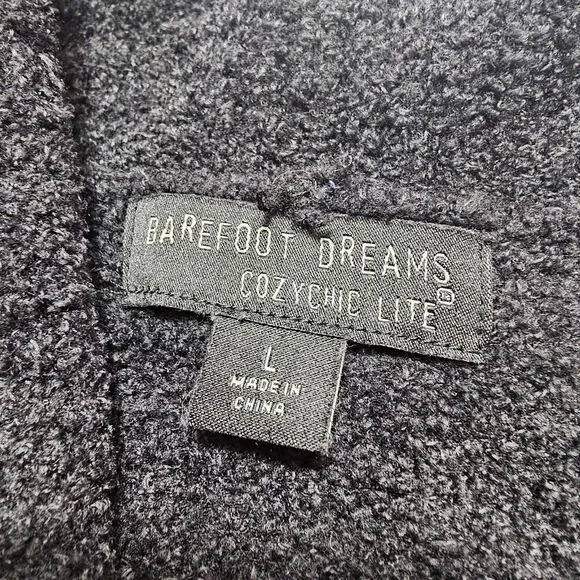 BAREFOOT DREAMS
COZYCHIC LITE®
L
MADE IN
CHINA